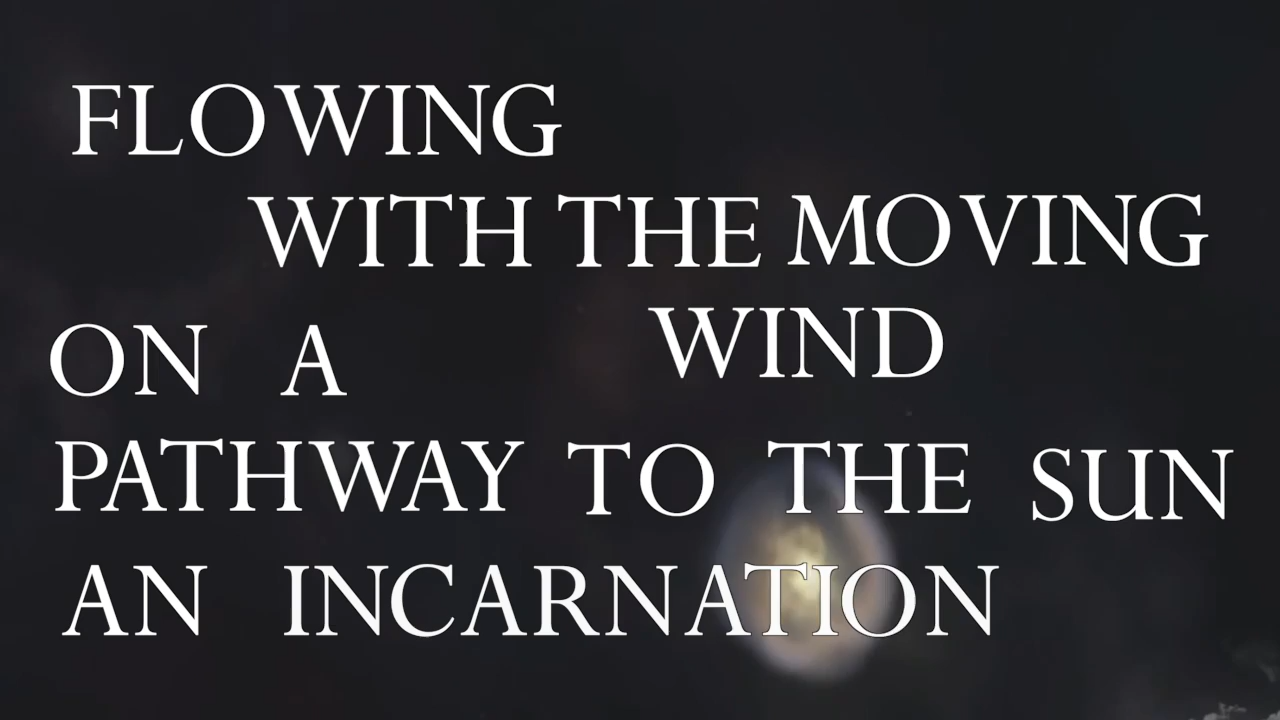 FLOWING
WITH THE MOVING
WIND
ON A
PATHWAY TO THE SUN
AN INCARNATION